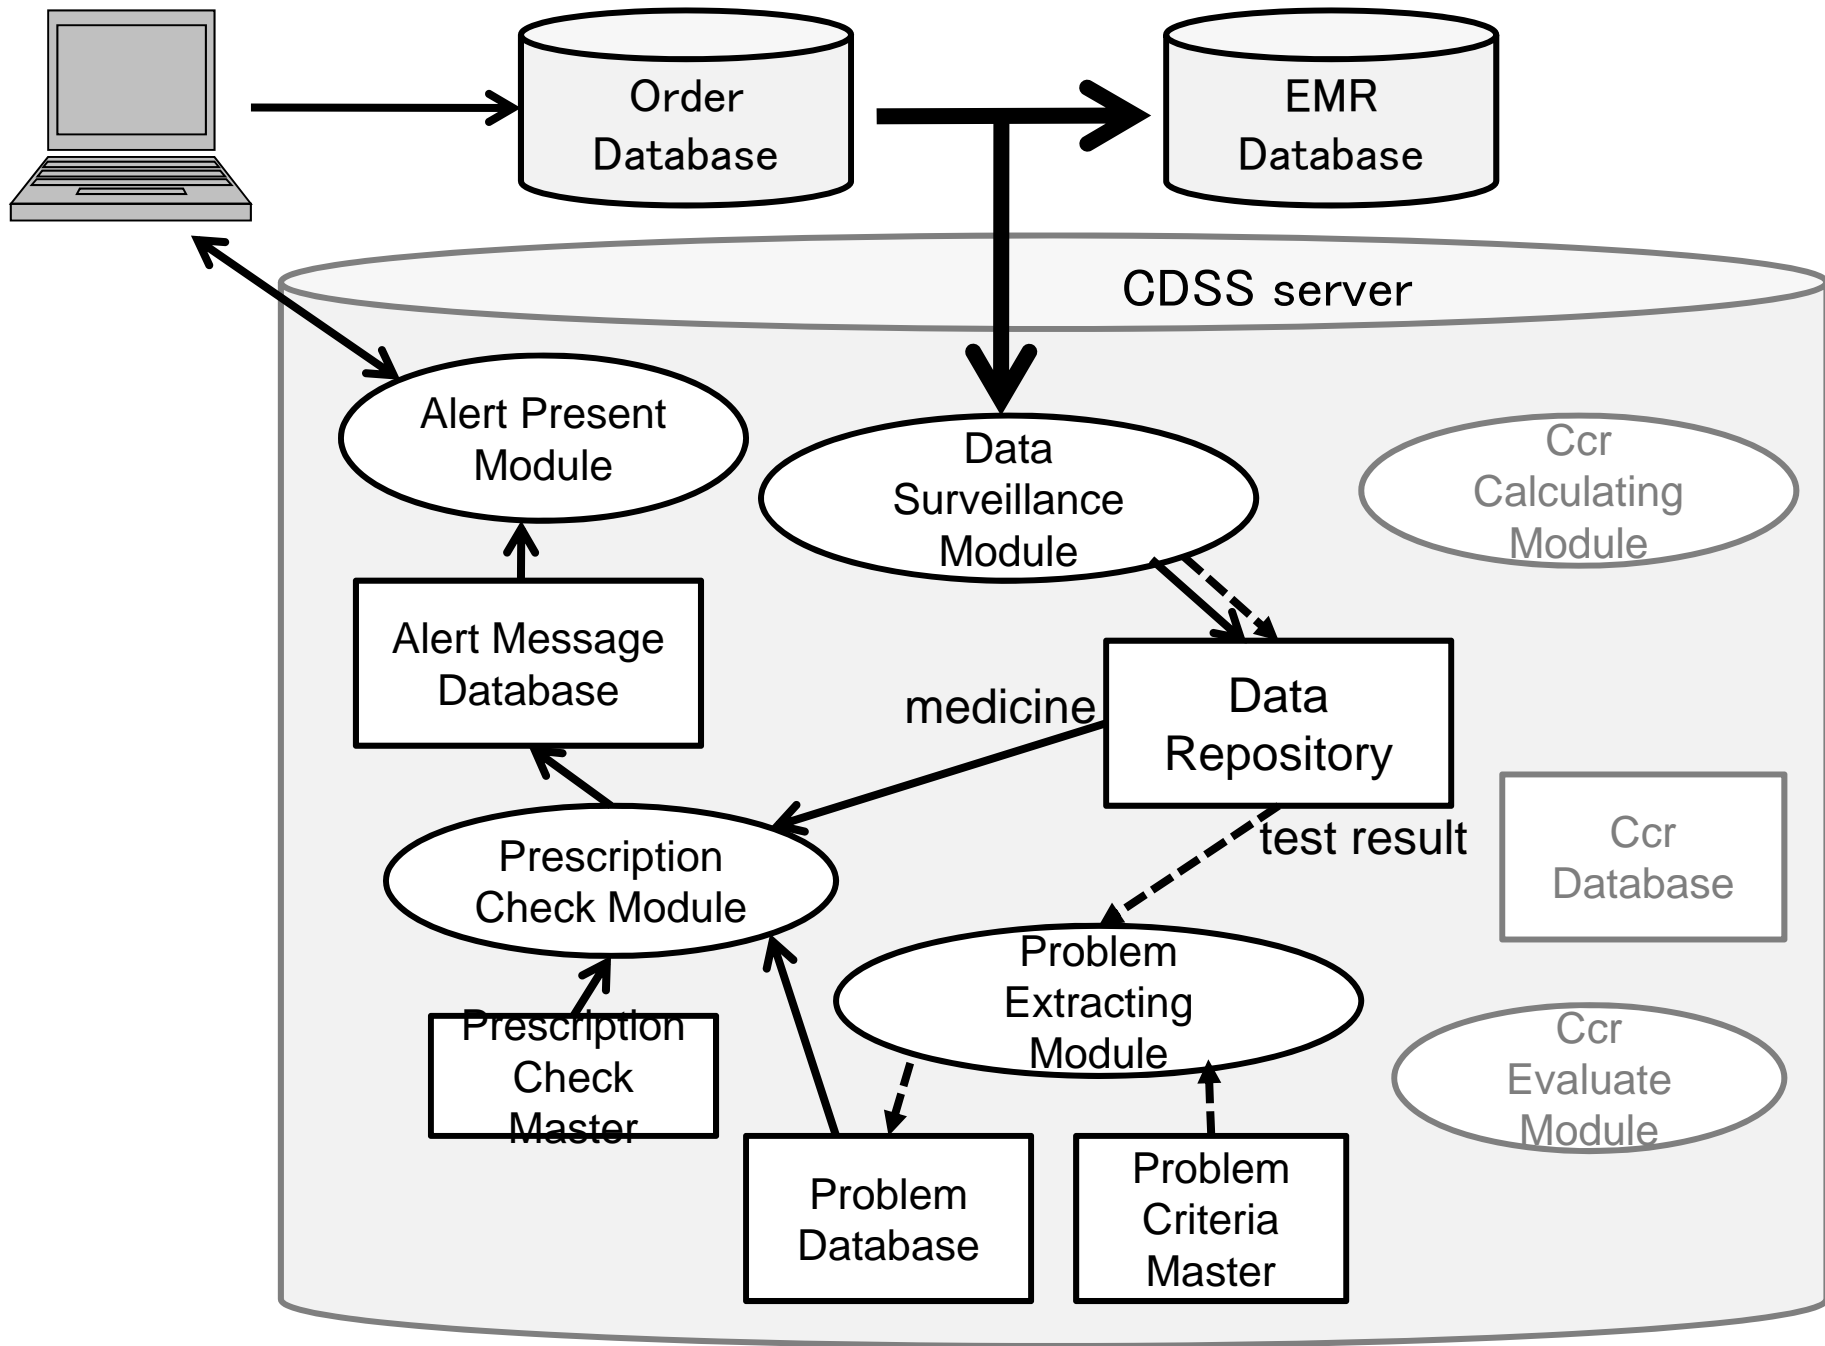 Order
Database
EMR
Database
CDSS server
Alert Present
Module
Data
Surveillance
Module
Ccr
Calculating
Module
Alert Message
Database
medicine
Data
Repository
test result
Ccr
Database
Prescription
Check Module
Problem
Extracting
Module
Prescription
Check
Master
Ccr
Evaluate
Module
Problem
Database
Problem
Criteria
Master